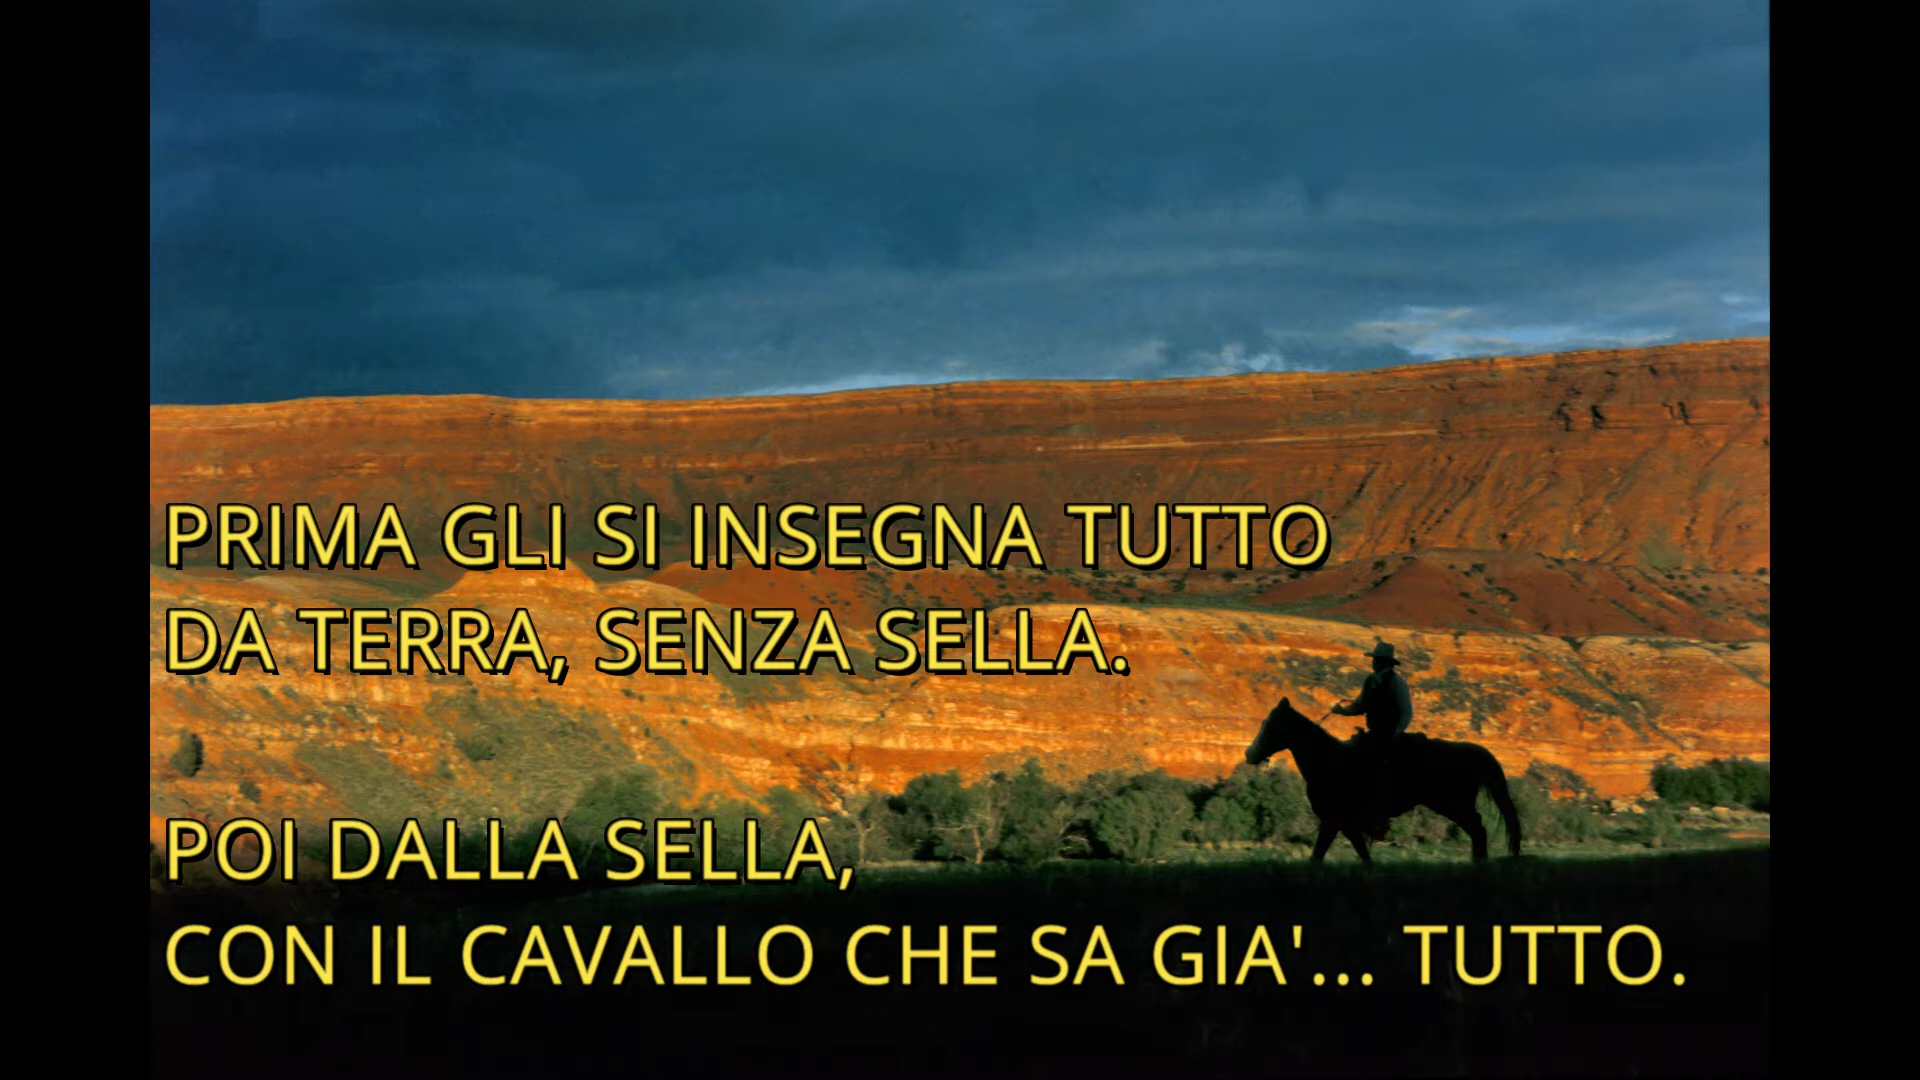 PRIMA GLI SI INSEGNA TUTTO
DA TERRA, SENZA SELLA.
POI DALLA SELLA,
CON IL CAVALLO CHE SA GIA'... TUTTO.